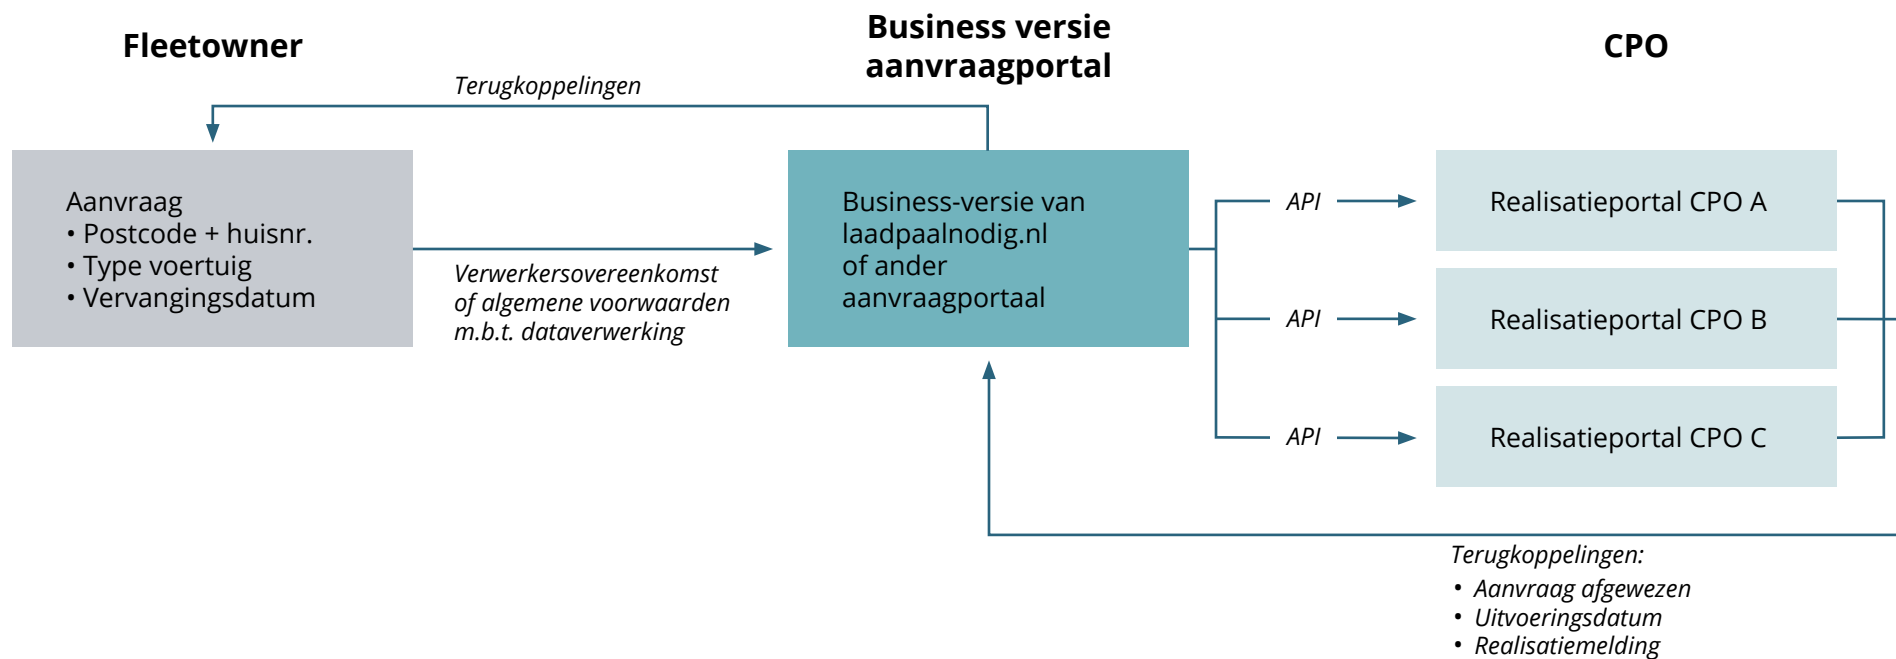 Fleetowner
Business versie
aanvraagportal
CPO
Terugkoppelingen
Aanvraag
• Postcode + huisnr.
• Type voertuig
• Vervangingsdatum
Verwerkersovereenkomst
of algemene voorwaarden
m.b.t. dataverwerking
Business-versie van
laadpaalnodig.nl
of ander
aanvraagportaal
API
Realisatieportal CPO A
API
Realisatieportal CPO B
API
Realisatieportal CPO C
Terugkoppelingen:
• Aanvraag afgewezen
• Uitvoeringsdatum
• Realisatiemelding